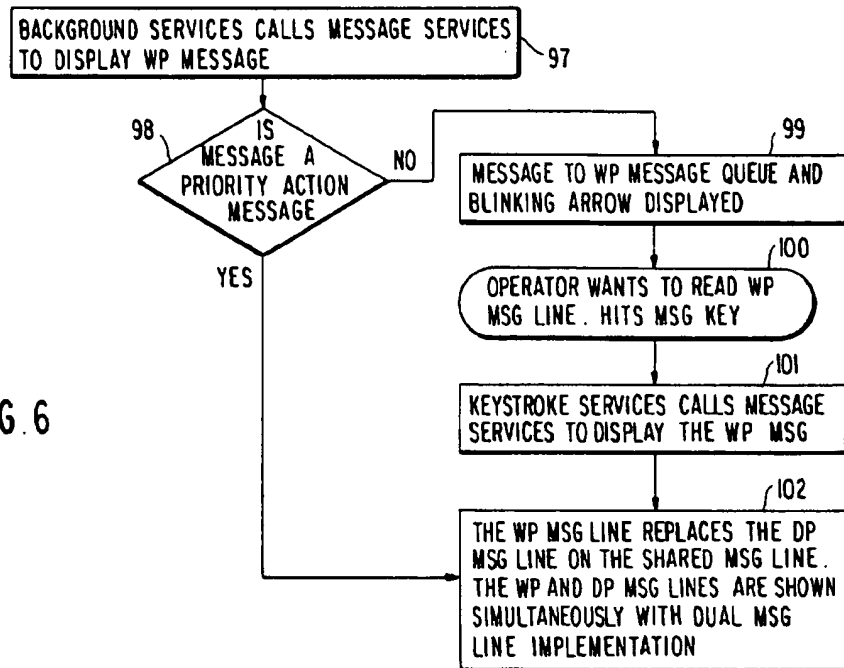 BACKGROUND SERVICES CALLS MESSAGE SERVICES
TO DISPLAY WP MESSAGE
97
98
IS
MESSAGE A
PRIORITY ACTION
MESSAGE
NO
YES
99
MESSAGE TO WP MESSAGE QUEUE AND
BLINKING ARROW DISPLAYED
100
OPERATOR WANTS TO READ WP
MSG LINE. HITS MSG KEY
101
KEYSTROKE SERVICES CALLS MESSAGE
SERVICES TO DISPLAY THE WP MSG
102
THE WP MSG LINE REPLACES THE DP
MSG LINE ON THE SHARED MSG LINE.
THE WP AND DP MSG LINES ARE SHOWN
SIMULTANEOUSLY WITH DUAL MSG
LINE IMPLEMENTATION
G.6